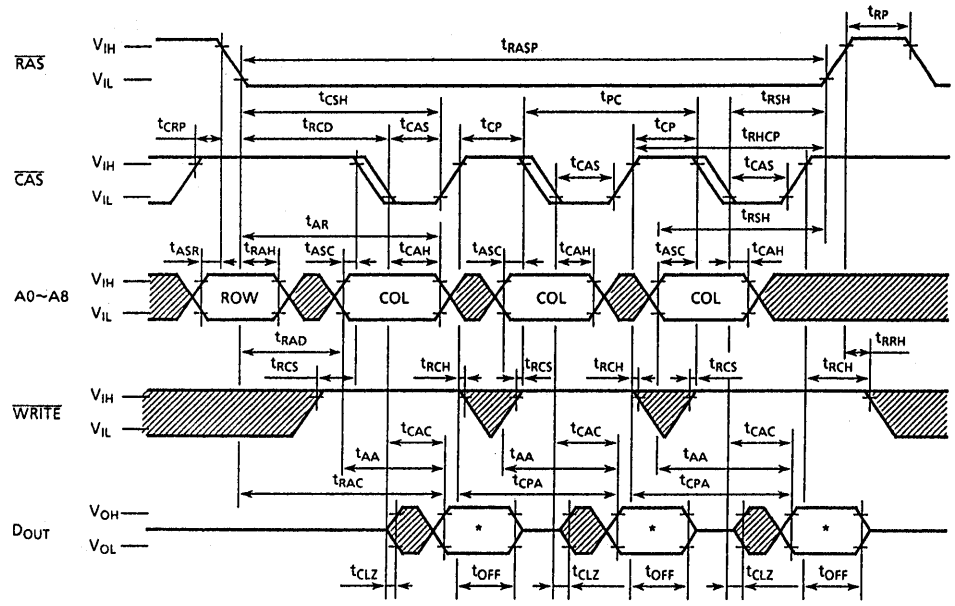 tRP
VIH
tRASP
RAS
VIL
tCSH tPC tRSH
tCRP tRCD tCAS tCP tCP tRHCP
VIH
CAS tCAS tCAS
VIL
tAR tRSH
tASR tRAH tASC tCAH tASC tCAH tASC tCAH
VIH
A0~A8 ROW COL COL COL
VIL
tRAD tRRH
tRCS tRCH tRCS tRCH tRCS tRCH
VIH
WRITE
VIL
tCAC tCAC tCAC
tAA tAA tAA
tRAC tCPA tCPA
VOH
DOUT * * *
VOL
tCLZ tOFF tCLZ tOFF tCLZ tOFF